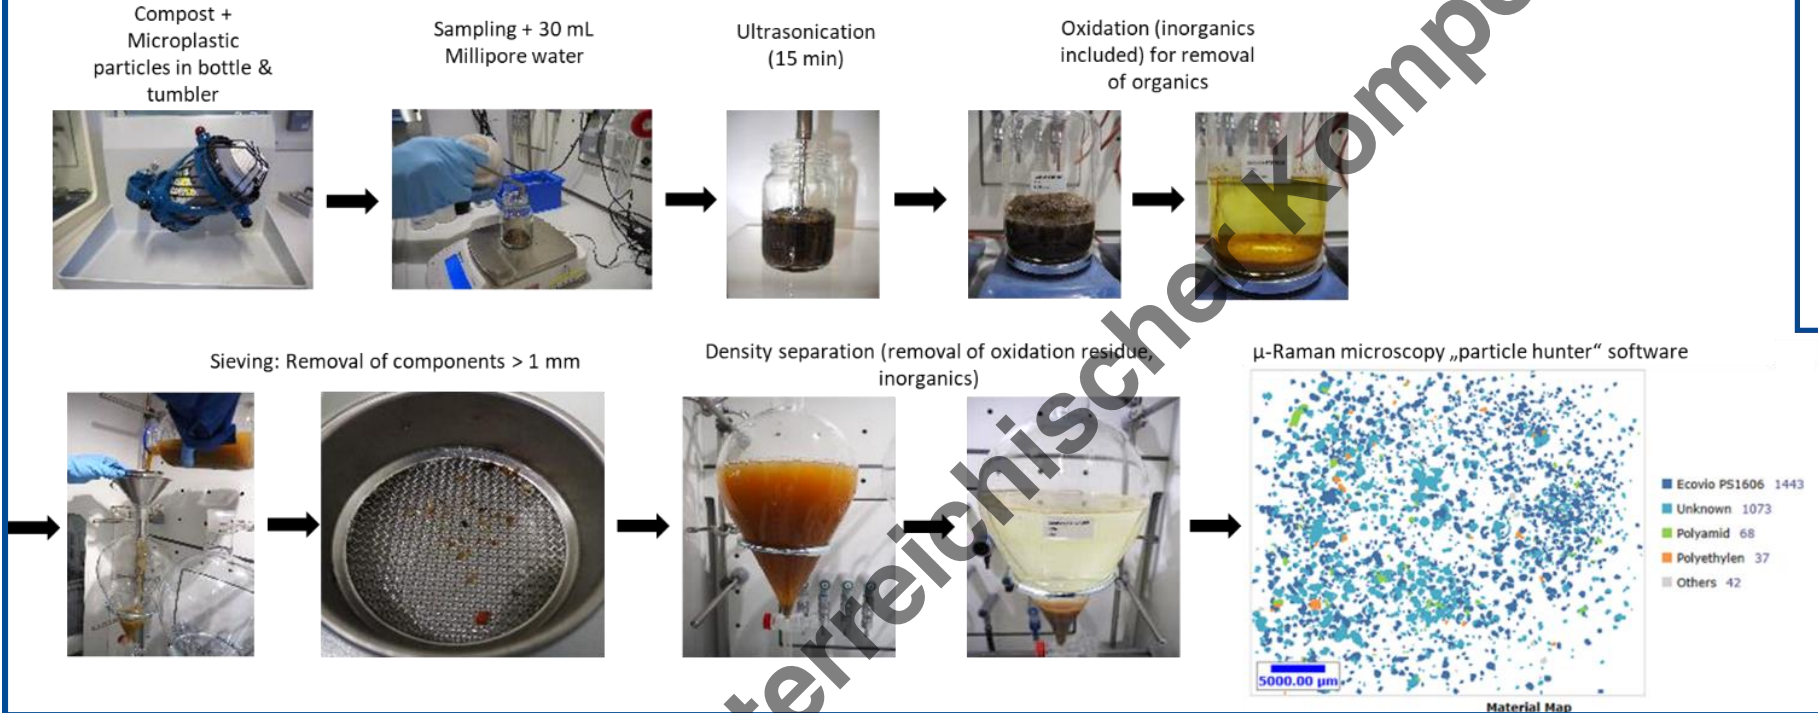 Compost +
Microplastic
particles in bottle &
tumbler
Sampling + 30 mL
Millipore water
Ultrasonication
(15 min)
Oxidation (inorganics
included) for removal
of organics
Sieving: Removal of components > 1 mm
Density separation (removal of oxidation residue,
inorganics)
µ-Raman microscopy „particle hunter“ software
Ecovio PS1606 1443
Unknown 1073
Polyamid 68
Polyethylen 37
Others 42
5000.00 µm
Material Map
terreichischer Kompo